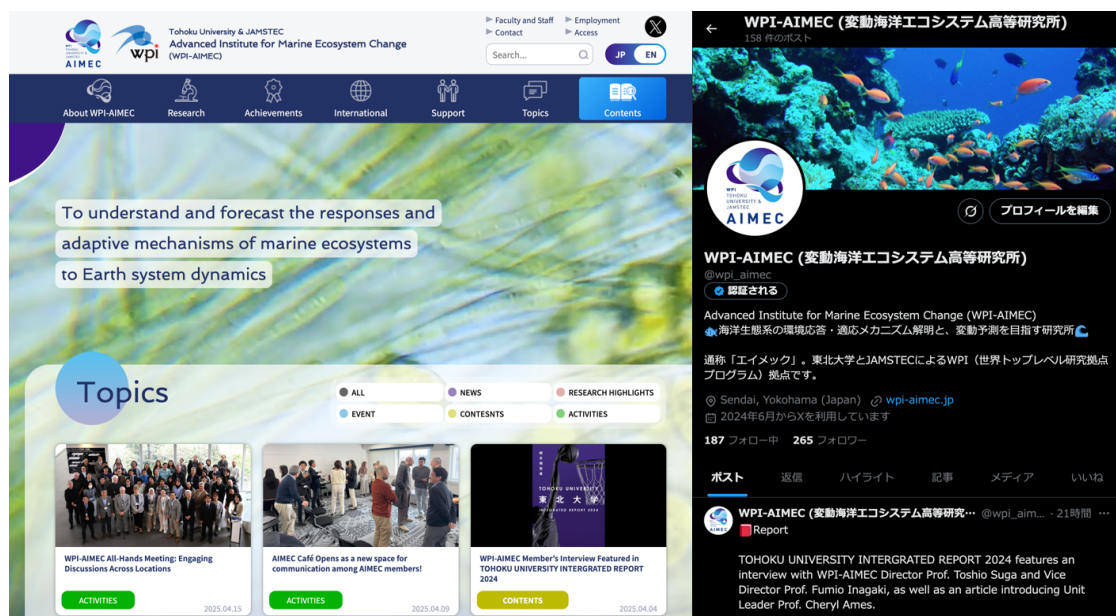 TOHOKU
UNIVERSITY &
JAMSTEC
AIMEC
wpi
Tohoku University & JAMSTEC
Advanced Institute for Marine Ecosystem Change
(WPI-AIMEC)
Faculty and Staff
Employment
Contact
Access
X
Search...
JP
EN
About WPI-AIMEC
Research
Achievements
International
Support
Topics
Contents
To understand and forecast the responses and
adaptive mechanisms of marine ecosystems
to Earth system dynamics
Topics
ALL
NEWS
RESEARCH HIGHLIGHTS
EVENT
CONTESNTS
ACTIVITIES
TOHOKU UNIVERSITY
東北大学
INTEGRATED REPORT 2024
WPI-AIMEC All-Hands Meeting: Engaging
Discussions Across Locations
ACTIVITIES
2025.04.15
AIMEC Café Opens as a new space for
communication among AIMEC members!
ACTIVITIES
2025.04.09
WPI-AIMEC Member's Interview Featured in
TOHOKU UNIVERSITY INTERGRATED REPORT
2024
CONTENTS
2025.04.04
WPI-AIMEC (変動海洋エコシステム高等研究所)
158 件のポスト
WPI
TOHOKU
UNIVERSITY &
JAMSTEC
AIMEC
プロフィールを編集
WPI-AIMEC (変動海洋エコシステム高等研究所)
@wpi_aimec
認証される
Advanced Institute for Marine Ecosystem Change (WPI-AIMEC)
🐟海洋生態系の環境応答・適応メカニズム解明と、変動予測を目指す研究所🌊
通称「エイメック」。東北大学とJAMSTECによるWPI（世界トップレベル研究拠点
プログラム）拠点です。
Sendai, Yokohama (Japan) wpi-aimec.jp
2024年6月からXを利用しています
187 フォロー中 265 フォロワー
ポスト
返信
ハイライト
記事
メディア
いいね
WPI-AIMEC (変動海洋エコシステム高等研究… @wpi_aim… · 21時間 …
📕Report
TOHOKU UNIVERSITY INTERGRATED REPORT 2024 features an
interview with WPI-AIMEC Director Prof. Toshio Suga and Vice
Director Prof. Fumio Inagaki, as well as an article introducing Unit
Leader Prof. Cheryl Ames.